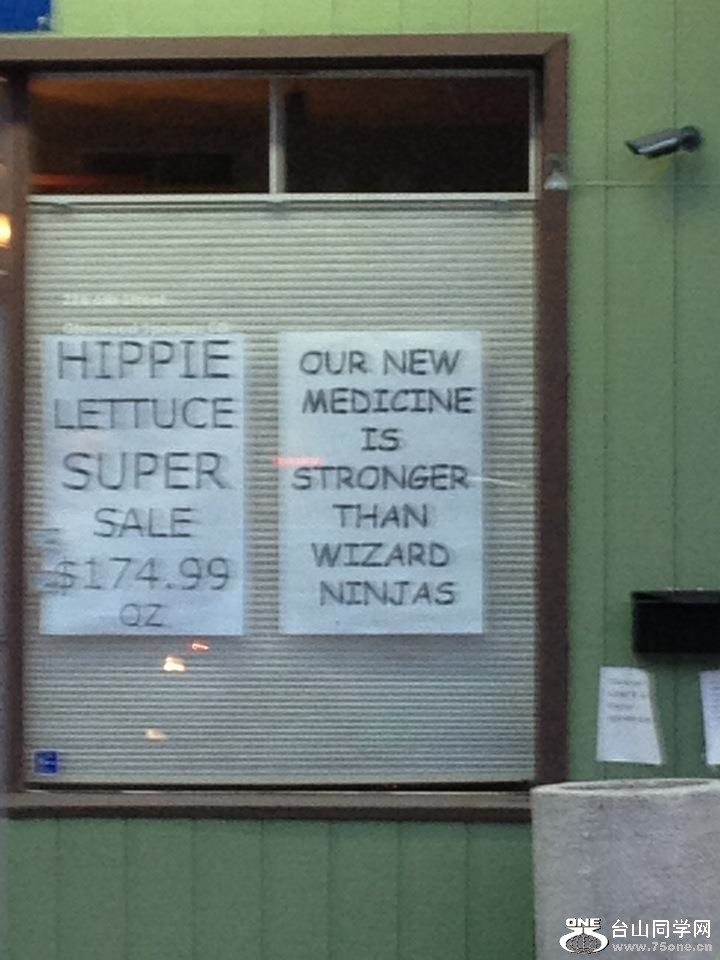 HIPPIE
LETTUCE
SUPER
SALE
$174.99
OZ
OUR NEW
MEDICINE
IS
STRONGER
THAN
WIZARD
NINJAS
ONE
台山同学网
www.75one.cn